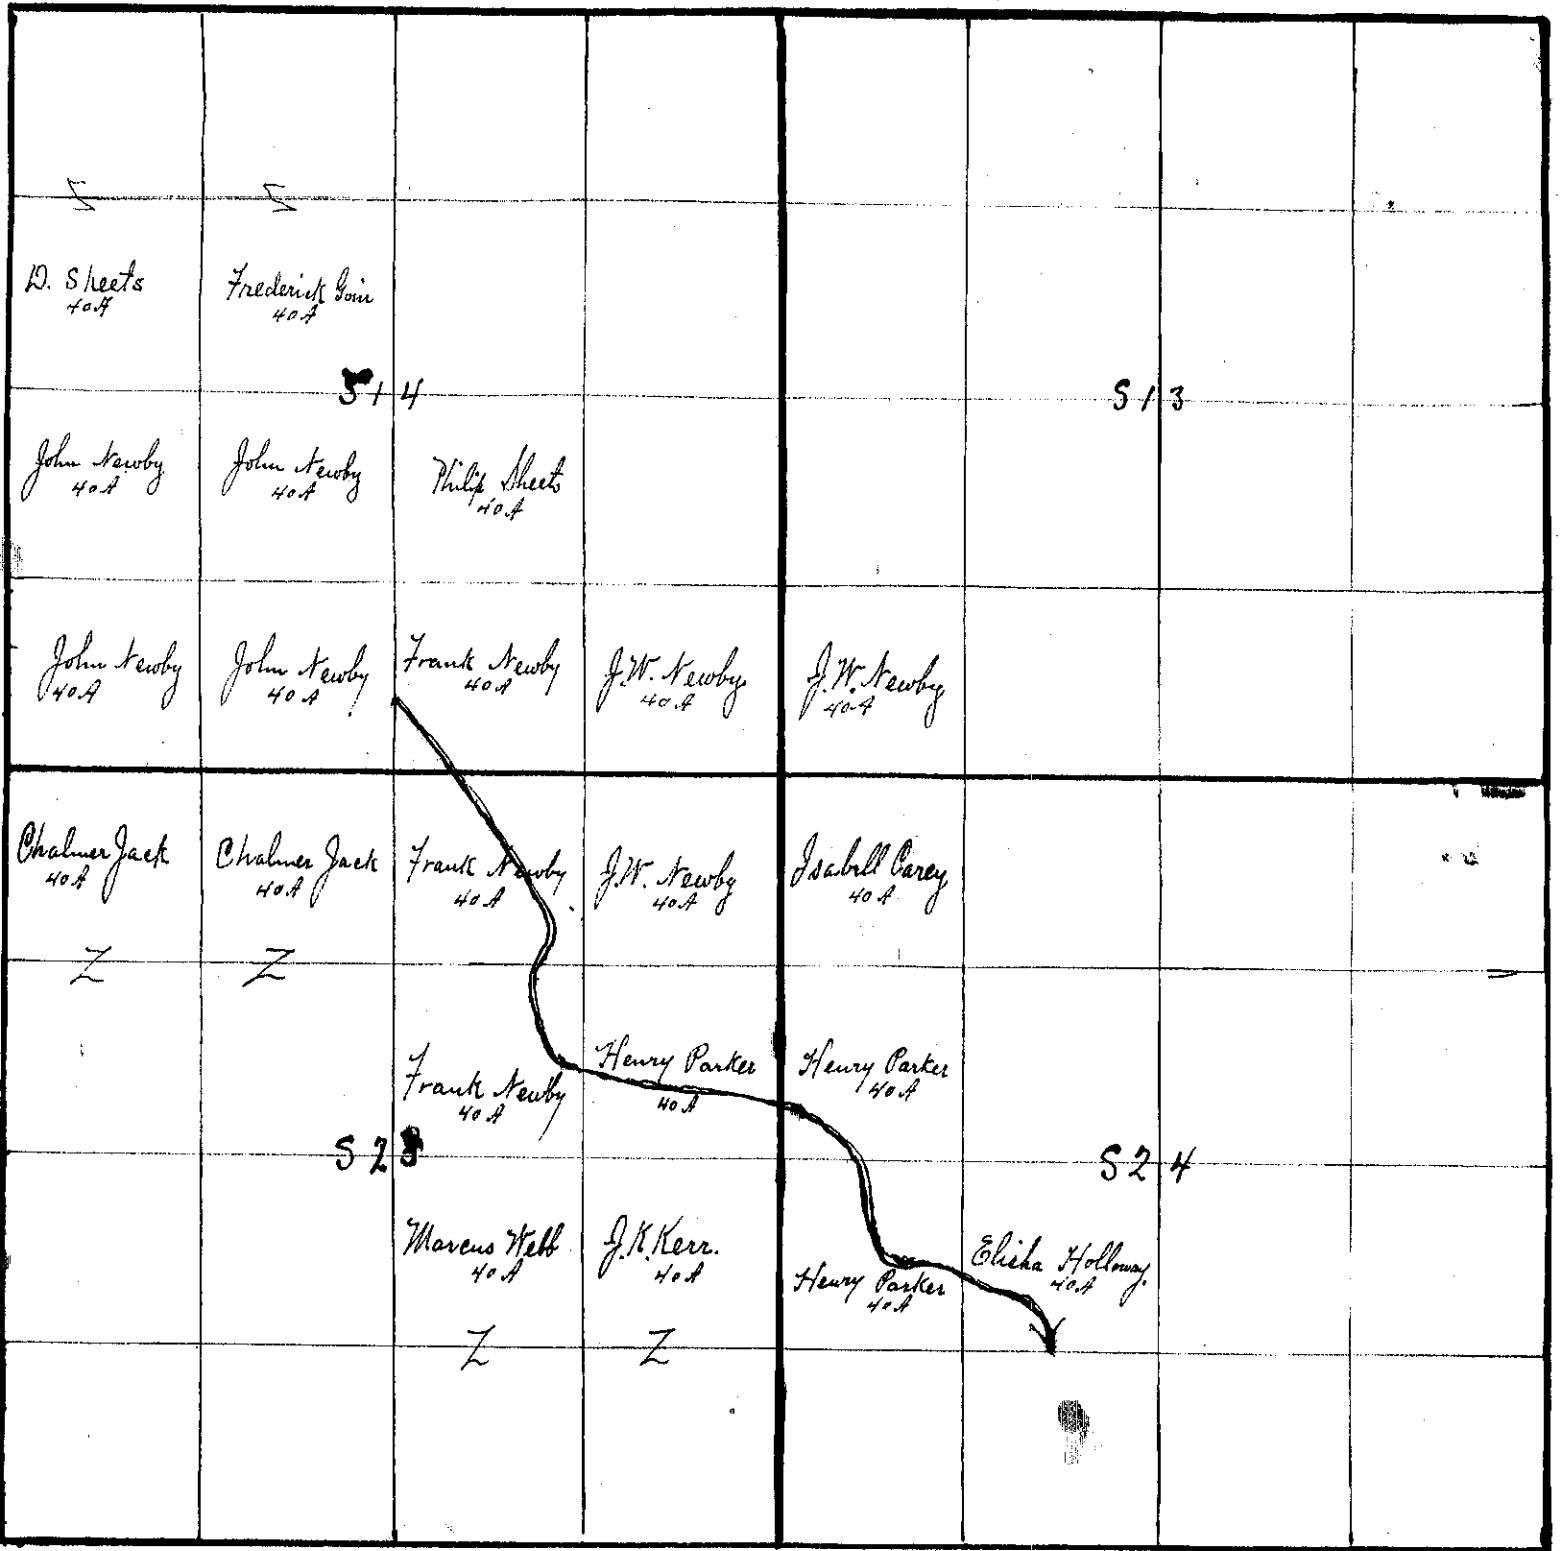 Z Z
D. Sheets
40 A
Frederick Goin
40 A
S 14
S 13
John Newby
40 A
John Newby
40 A
Philip Sheets
40 A
John Newby
40 A
John Newby
40 A
Frank Newby
40 A
J.W. Newby
40 A
J.W. Newby
40 A
Chalmer Jack
40 A
Chalmer Jack
40 A
Frank Newby
40 A
J.W. Newby
40 A
Isabell Carey
40 A
Z Z
Frank Newby
40 A
Henry Parker
40 A
Henry Parker
40 A
S 23
S 24
Marcus Webb
40 A
J.K. Kerr.
40 A
Henry Parker
40 A
Elisha Holloway.
40 A
Z Z